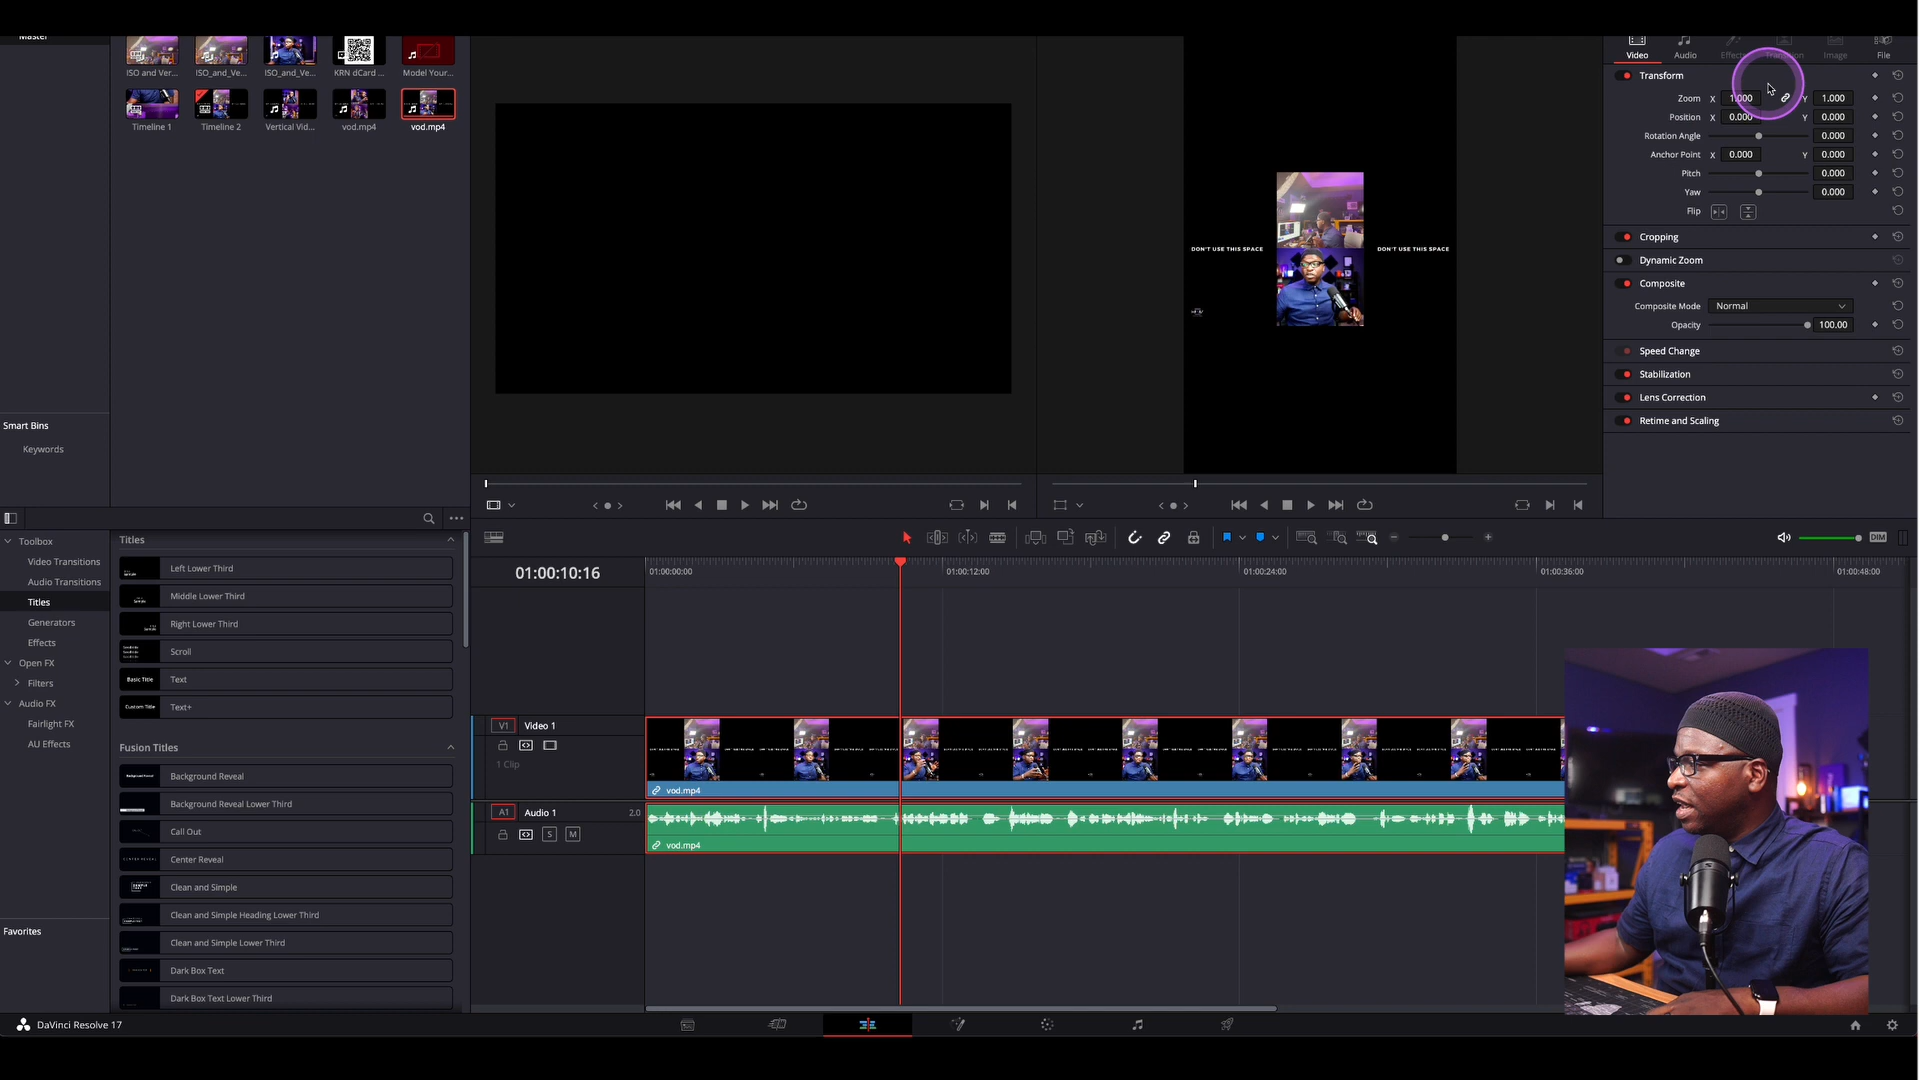 Master
ISO and Ver...
ISO_and_Ve...
ISO_and_Ve...
KRN dCard ...
Model Your...
Timeline 1
Timeline 2
Vertical Vid...
vod.mp4
vod.mp4
Smart Bins
Keywords
DON'T USE THIS SPACE
DON'T USE THIS SPACE
Video
Audio
Effects
Transition
Image
File
Transform
Zoom X 1.000 Y 1.000
Position X 0.000 Y 0.000
Rotation Angle 0.000
Anchor Point X 0.000 Y 0.000
Pitch 0.000
Yaw 0.000
Flip
Cropping
Dynamic Zoom
Composite
Composite Mode Normal
Opacity 100.00
Speed Change
Stabilization
Lens Correction
Retime and Scaling
Toolbox
Video Transitions
Audio Transitions
Titles
Generators
Effects
Open FX
Filters
Audio FX
Fairlight FX
AU Effects
Favorites
Titles
Left Lower Third
Middle Lower Third
Right Lower Third
Scroll
Basic Title Text
Custom Title Text+
Fusion Titles
Background Reveal
Background Reveal Lower Third
Call Out
Center Reveal
Clean and Simple
Clean and Simple Heading Lower Third
Clean and Simple Lower Third
Dark Box Text
Dark Box Text Lower Third
DIM
01:00:10:16
01:00:00:00
01:00:12:00
01:00:24:00
01:00:36:00
01:00:48:00
V1 Video 1
1 Clip
vod.mp4
A1 Audio 1 2.0
S M
vod.mp4
DaVinci Resolve 17